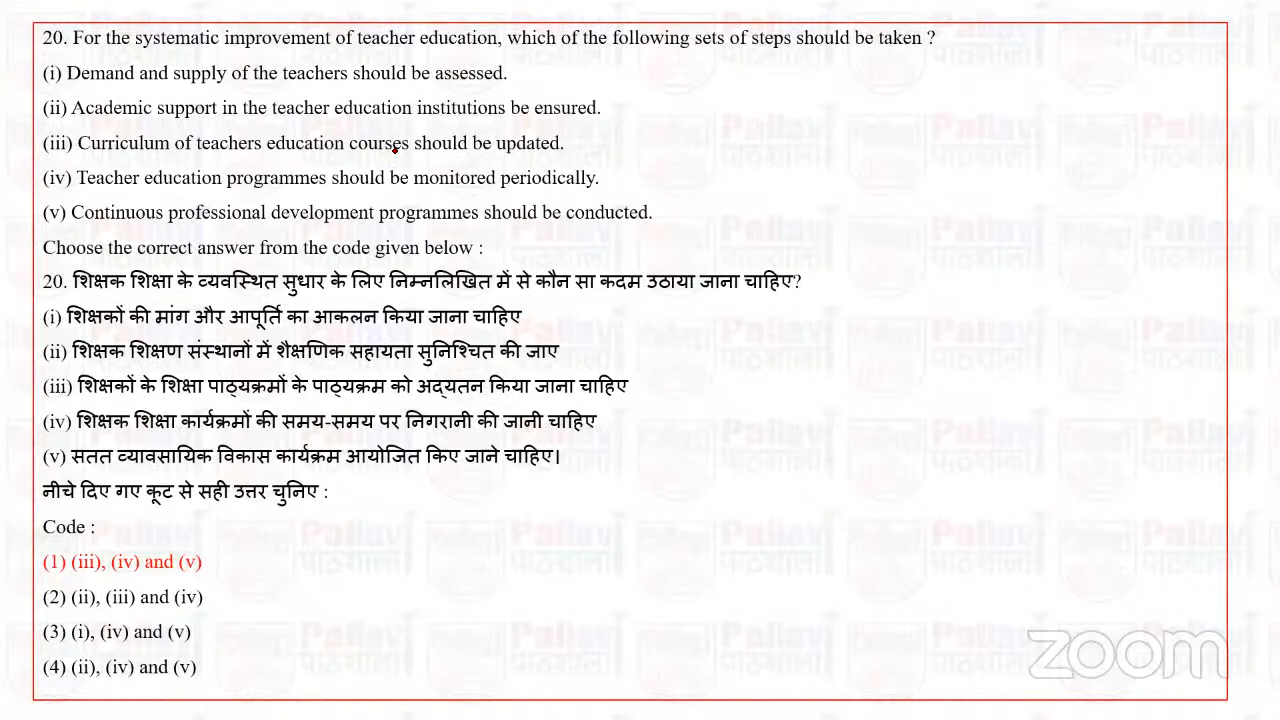 20. For the systematic improvement of teacher education, which of the following sets of steps should be taken ?
(i) Demand and supply of the teachers should be assessed.
(ii) Academic support in the teacher education institutions be ensured.
(iii) Curriculum of teachers education courses should be updated.
(iv) Teacher education programmes should be monitored periodically.
(v) Continuous professional development programmes should be conducted.
Choose the correct answer from the code given below :
20. शिक्षक शिक्षा के व्यवस्थित सुधार के लिए निम्नलिखित में से कौन सा कदम उठाया जाना चाहिए?
(i) शिक्षकों की मांग और आपूर्ति का आकलन किया जाना चाहिए
(ii) शिक्षक शिक्षण संस्थानों में शैक्षणिक सहायता सुनिश्चित की जाए
(iii) शिक्षकों के शिक्षा पाठ्यक्रमों के पाठ्यक्रम को अद्यतन किया जाना चाहिए
(iv) शिक्षक शिक्षा कार्यक्रमों की समय-समय पर निगरानी की जानी चाहिए
(v) सतत व्यावसायिक विकास कार्यक्रम आयोजित किए जाने चाहिए।
नीचे दिए गए कूट से सही उत्तर चुनिए :
Code :
(1) (iii), (iv) and (v)
(2) (ii), (iii) and (iv)
(3) (i), (iv) and (v)
(4) (ii), (iv) and (v)
zoom
Pallavi
पाठशाला